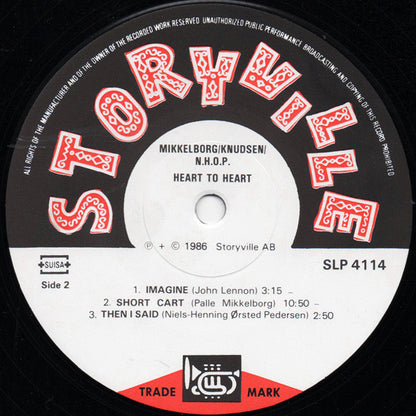 ALL RIGHTS OF THE MANUFACTURER AND OF THE OWNER OF THE RECORDED WORK RESERVED UNAUTHORIZED PUBLIC PERFORMANCE, BROADCASTING AND COPYING OF THIS RECORD PROHIBITED
STORYVILLE
MIKKELBORG/KNUDSEN/
N.H.O.P.
HEART TO HEART
℗ + © 1986 Storyville AB
SUISA
SLP 4114
Side 2
1. IMAGINE (John Lennon) 3:15 –
2. SHORT CART (Palle Mikkelborg) 10:50 –
3. THEN I SAID (Niels-Henning Ørsted Pedersen) 2:50
TRADE MARK